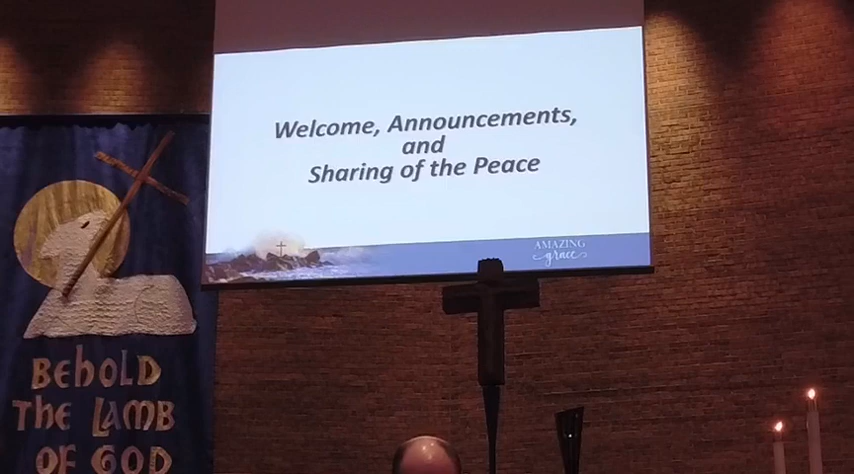 Welcome, Announcements,
and
Sharing of the Peace
AMAZING
grace
BEHOLD
THE LAMB
OF GOD